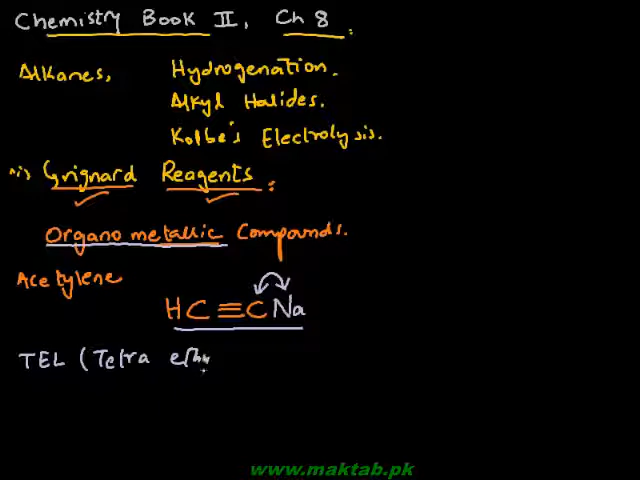 Chemistry Book II, Ch 8 :
Alkanes, Hydrogenation.
Alkyl Halides.
Kolbe's Electrolysis.
Grignard Reagents :
Organo metallic Compounds.
Acetylene
HC≡CNa
TEL (Tetra ethy
www.maktab.pk